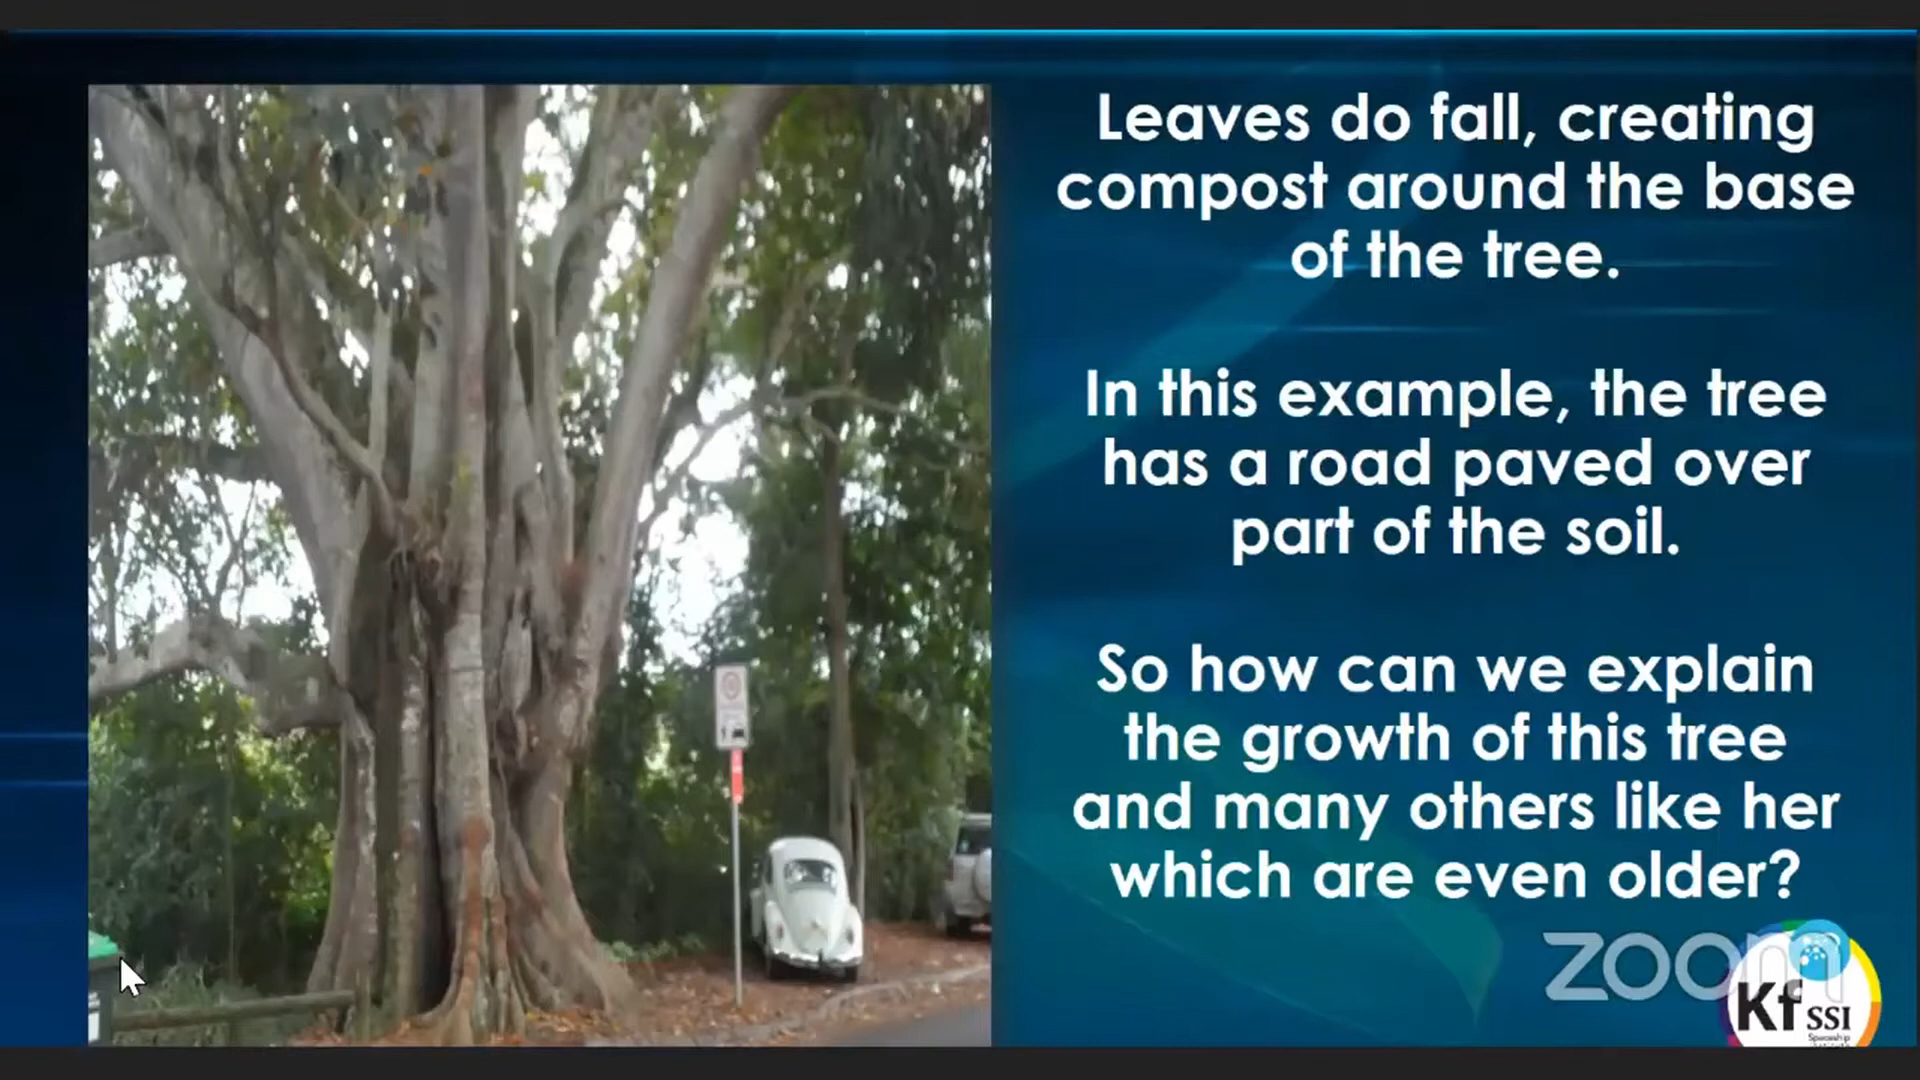 Leaves do fall, creating
compost around the base
of the tree.
In this example, the tree
has a road paved over
part of the soil.
So how can we explain
the growth of this tree
and many others like her
which are even older?
zoom
Kf SSI
Spaceship